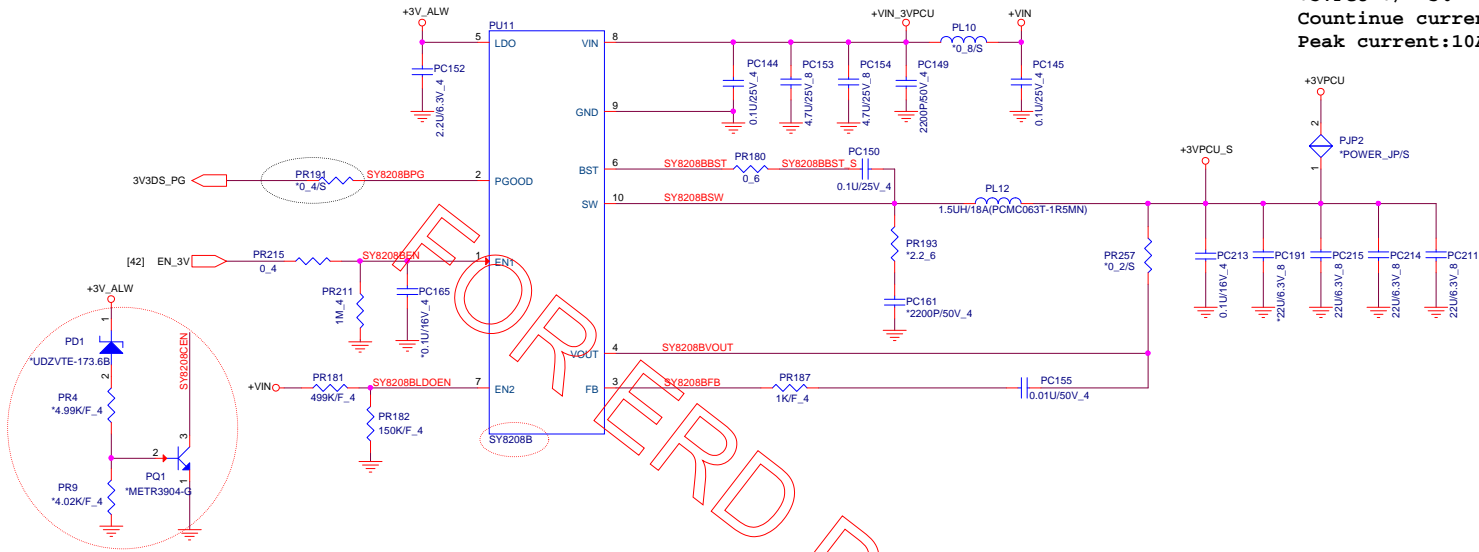 Countinue curren
Peak current:10
+3V_ALW
PU11
5
LDO
VIN
8
+VIN_3VPCU
PL10
*0_8/S
+VIN
PC152
2.2U/6.3V_4
PC144
0.1U/25V_4
PC153
4.7U/25V_8
PC154
4.7U/25V_8
PC149
2200P/50V_4
PC145
0.1U/25V_4
GND
9
+3VPCU
2
PJP2
*POWER_JP/S
1
3V3DS_PG
PR191
*0_4/S
SY8208BPG
2
PGOOD
BST
6
SY8208BBST
PR180
0_6
SY8208BBST_S
PC150
0.1U/25V_4
+3VPCU_S
SW
10
SY8208BSW
PL12
1.5UH/18A(PCMC063T-1R5MN)
[42]
EN_3V
PR215
0_4
SY8208BEN
1
EN1
PR211
1M_4
PC165
*0.1U/16V_4
PR193
*2.2_6
PC161
*2200P/50V_4
PR257
*0_2/S
PC213
0.1U/16V_4
PC191
*22U/6.3V_8
PC215
22U/6.3V_8
PC214
22U/6.3V_8
PC211
22U/6.3V_8
+3V_ALW
1
PD1
*UDZVTE-173.6B
2
SY8208CEN
PR4
*4.99K/F_4
2
3
PQ1
*METR3904-G
1
PR9
*4.02K/F_4
VOUT
4
SY8208BVOUT
+VIN
PR181
499K/F_4
SY8208BLDOEN
7
EN2
PR182
150K/F_4
FB
3
SY8208BFB
PR187
1K/F_4
PC155
0.01U/50V_4
SY8208B
FOR ERD